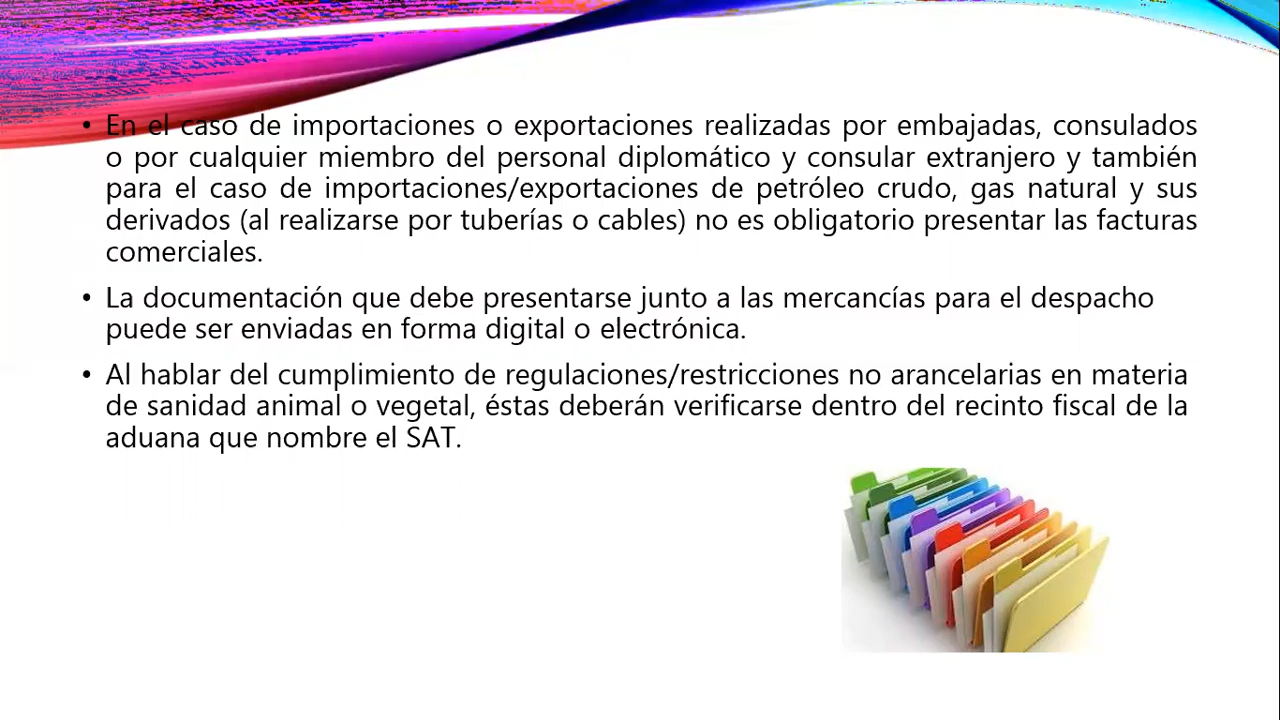 • En el caso de importaciones o exportaciones realizadas por embajadas, consulados
o por cualquier miembro del personal diplomático y consular extranjero y también
para el caso de importaciones/exportaciones de petróleo crudo, gas natural y sus
derivados (al realizarse por tuberías o cables) no es obligatorio presentar las facturas
comerciales.
• La documentación que debe presentarse junto a las mercancías para el despacho
puede ser enviadas en forma digital o electrónica.
• Al hablar del cumplimiento de regulaciones/restricciones no arancelarias en materia
de sanidad animal o vegetal, éstas deberán verificarse dentro del recinto fiscal de la
aduana que nombre el SAT.